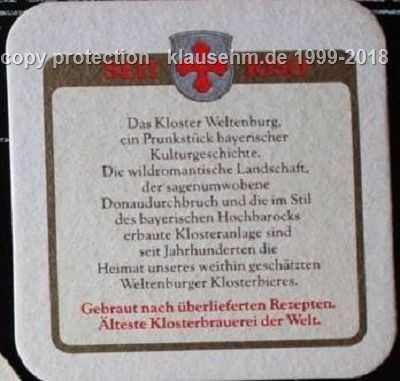 copy protection klausehm.de 1999-2018
SEIT 1050
Das Kloster Weltenburg,
ein Prunkstück bayerischer
Kulturgeschichte.
Die wildromantische Landschaft,
der sagenumwobene
Donaudurchbruch und die im Stil
des bayerischen Hochbarocks
erbaute Klosteranlage sind
seit Jahrhunderten die
Heimat unseres weithin geschätzten
Weltenburger Klosterbieres.
Gebraut nach überlieferten Rezepten.
Älteste Klosterbrauerei der Welt.